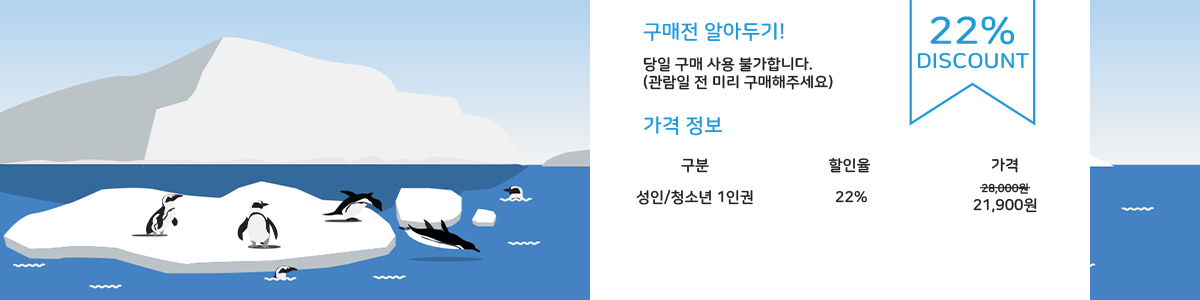 구매전 알아두기!
22%
DISCOUNT
당일 구매 사용 불가합니다.
(관람일 전 미리 구매해주세요)
가격 정보
구분 할인율 가격
28,000원
성인/청소년 1인권 22% 21,900원